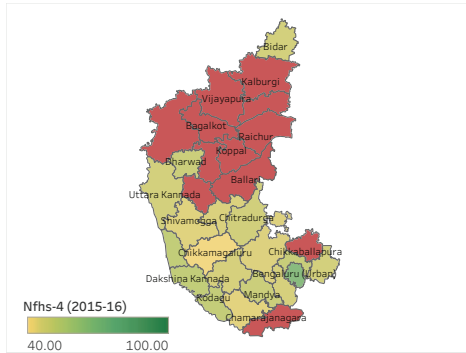 Bidar
Kalburgi
Vijayapura
Bagalkot
Raichur
Koppal
Dharwad
Ballari
Uttara Kannada
Shivamogga
Chitradurga
Chikkamagaluru
Chikkaballapura
Dakshina Kannada
Bengaluru (Urban)
Kodagu
Mandya
Chamarajanagara
Nfhs-4 (2015-16)
40.00 100.00